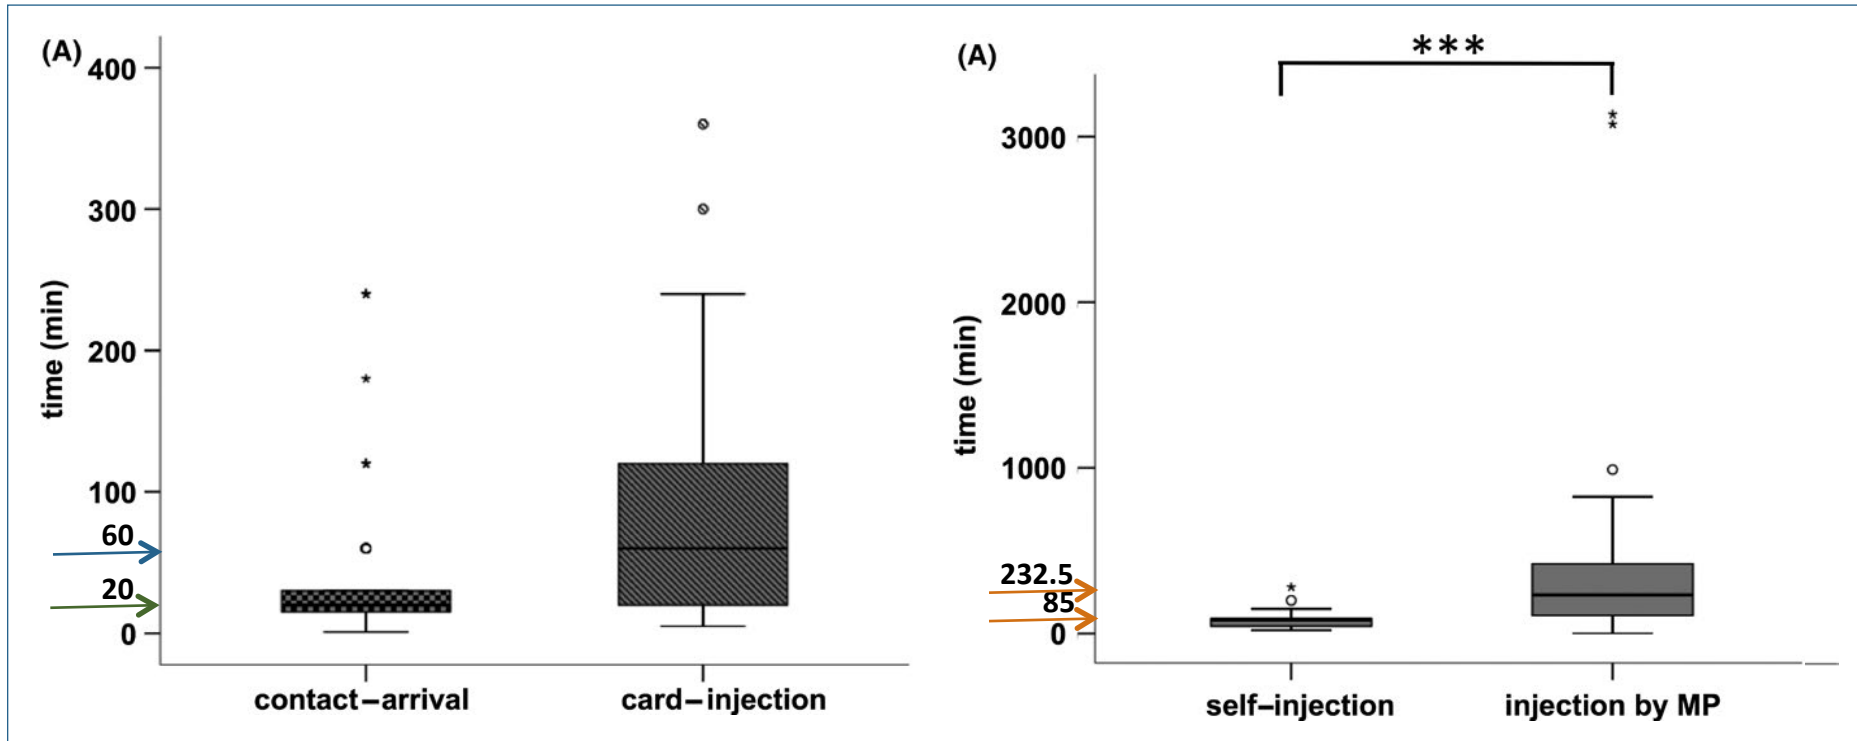 (A)
400
300
200
100
60
20
0
time (min)
contact–arrival
card–injection
(A)
***
3000
2000
1000
232.5
85
0
time (min)
self–injection
injection by MP